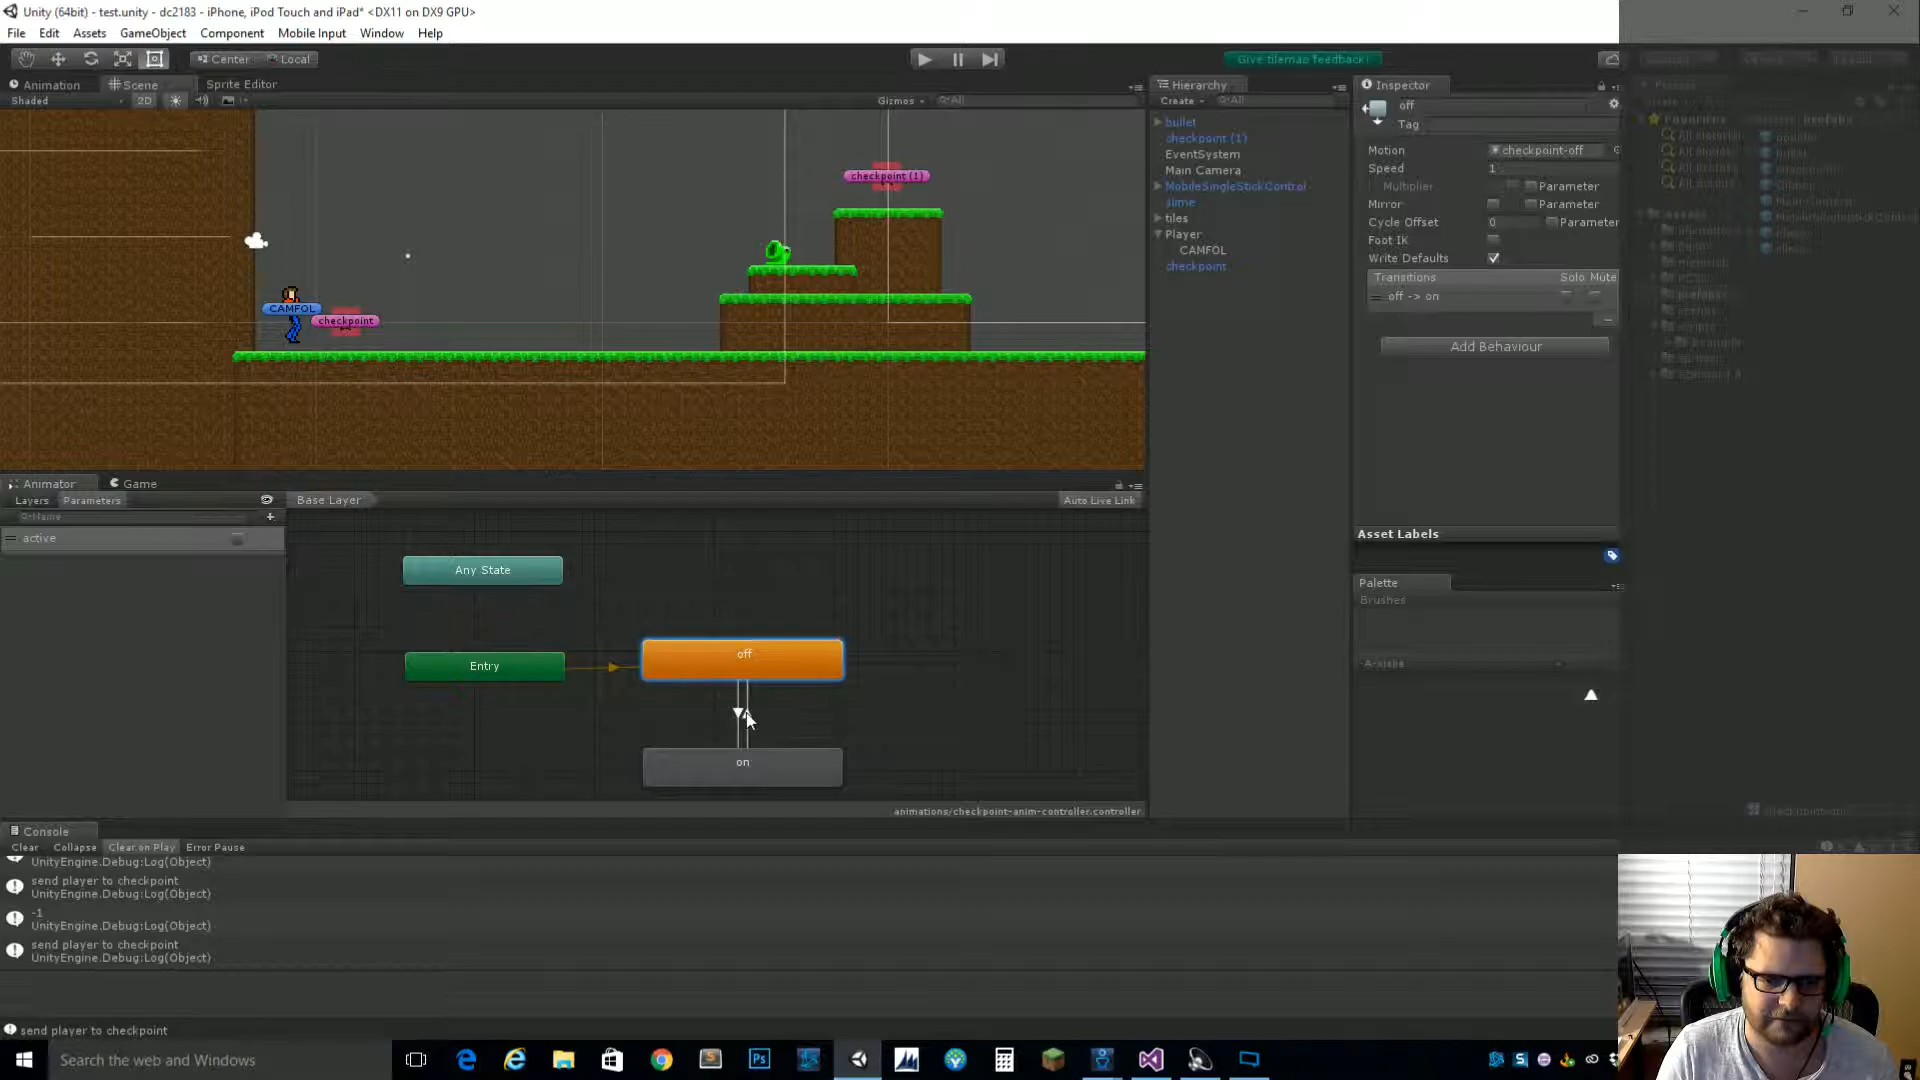 Unity (64bit) - test.unity - dc2183 - iPhone, iPod Touch and iPad* <DX11 on DX9 GPU>
File Edit Assets GameObject Component Mobile Input Window Help
Center Local
Give tilemap feedback!
Animation Scene Sprite Editor
Shaded 2D Gizmos All
checkpoint (1)
CAMFOL
checkpoint
Hierarchy
Create All
bullet
checkpoint (1)
EventSystem
Main Camera
MobileSingleStickControl
slime
tiles
Player
CAMFOL
checkpoint
Inspector
off
Tag
Motion checkpoint-off
Speed 1
Multiplier Parameter
Mirror Parameter
Cycle Offset 0 Parameter
Foot IK
Write Defaults
Transitions Solo Mute
off -> on
Add Behaviour
Asset Labels
Palette
Brushes
Favorites
Animator Game
Layers Parameters
Name
active
Base Layer
Auto Live Link
Any State
Entry
off
on
animations/checkpoint-anim-controller.controller
Console
Clear Collapse Clear on Play Error Pause
UnityEngine.Debug:Log(Object)
send player to checkpoint
UnityEngine.Debug:Log(Object)
-1
UnityEngine.Debug:Log(Object)
send player to checkpoint
UnityEngine.Debug:Log(Object)
send player to checkpoint
Search the web and Windows